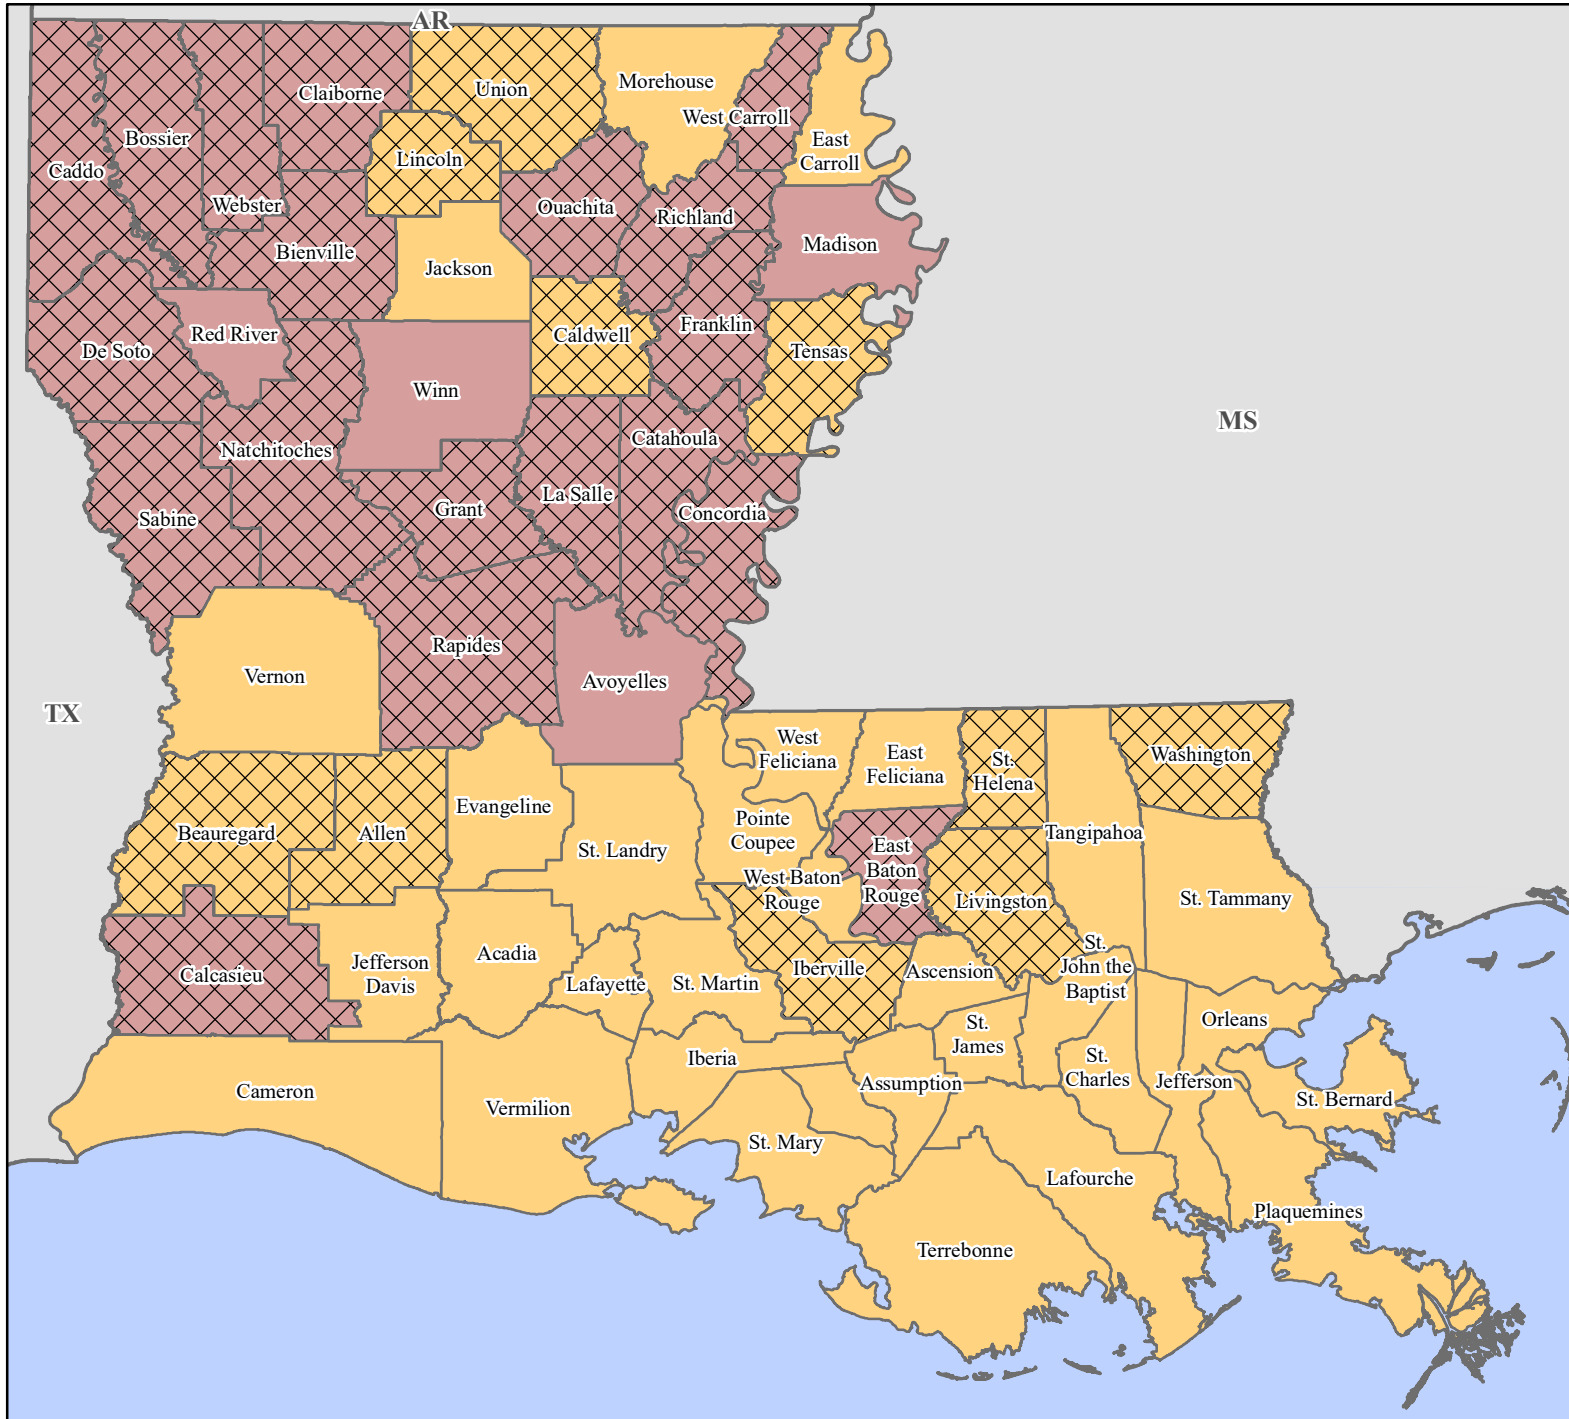 AR
Claiborne
Union
Morehouse
West Carroll
East
Carroll
Bossier
Lincoln
Caddo
Webster
Ouachita
Richland
Bienville
Madison
Jackson
Red River
Franklin
Caldwell
De Soto
Tensas
Winn
MS
Catahoula
Natchitoches
La Salle
Grant
Concordia
Sabine
Rapides
Vernon
Avoyelles
TX
West
Feliciana
East
Feliciana
St.
Helena
Washington
Evangeline
Beauregard
Allen
Pointe
Coupee
Tangipahoa
St. Landry
East
Baton
Rouge
West Baton
Rouge
Livingston
St. Tammany
Acadia
Jefferson
Davis
Calcasieu
Lafayette
St. Martin
Iberville
Ascension
St.
John the
Baptist
Orleans
St.
James
Iberia
St.
Charles
Assumption
Jefferson
Cameron
Vermilion
St. Bernard
St. Mary
Lafourche
Plaquemines
Terrebonne